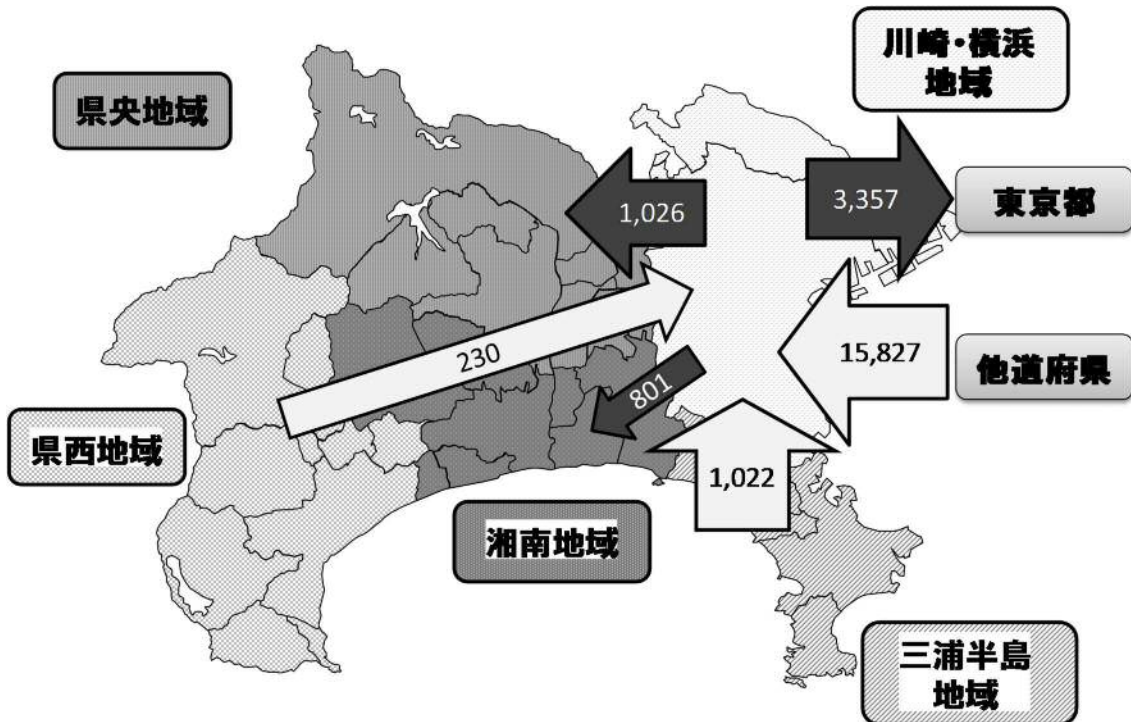 川崎・横浜
地域
県央地域
1,026
3,357
東京都
230
15,827
他道府県
801
県西地域
1,022
湘南地域
三浦半島
地域